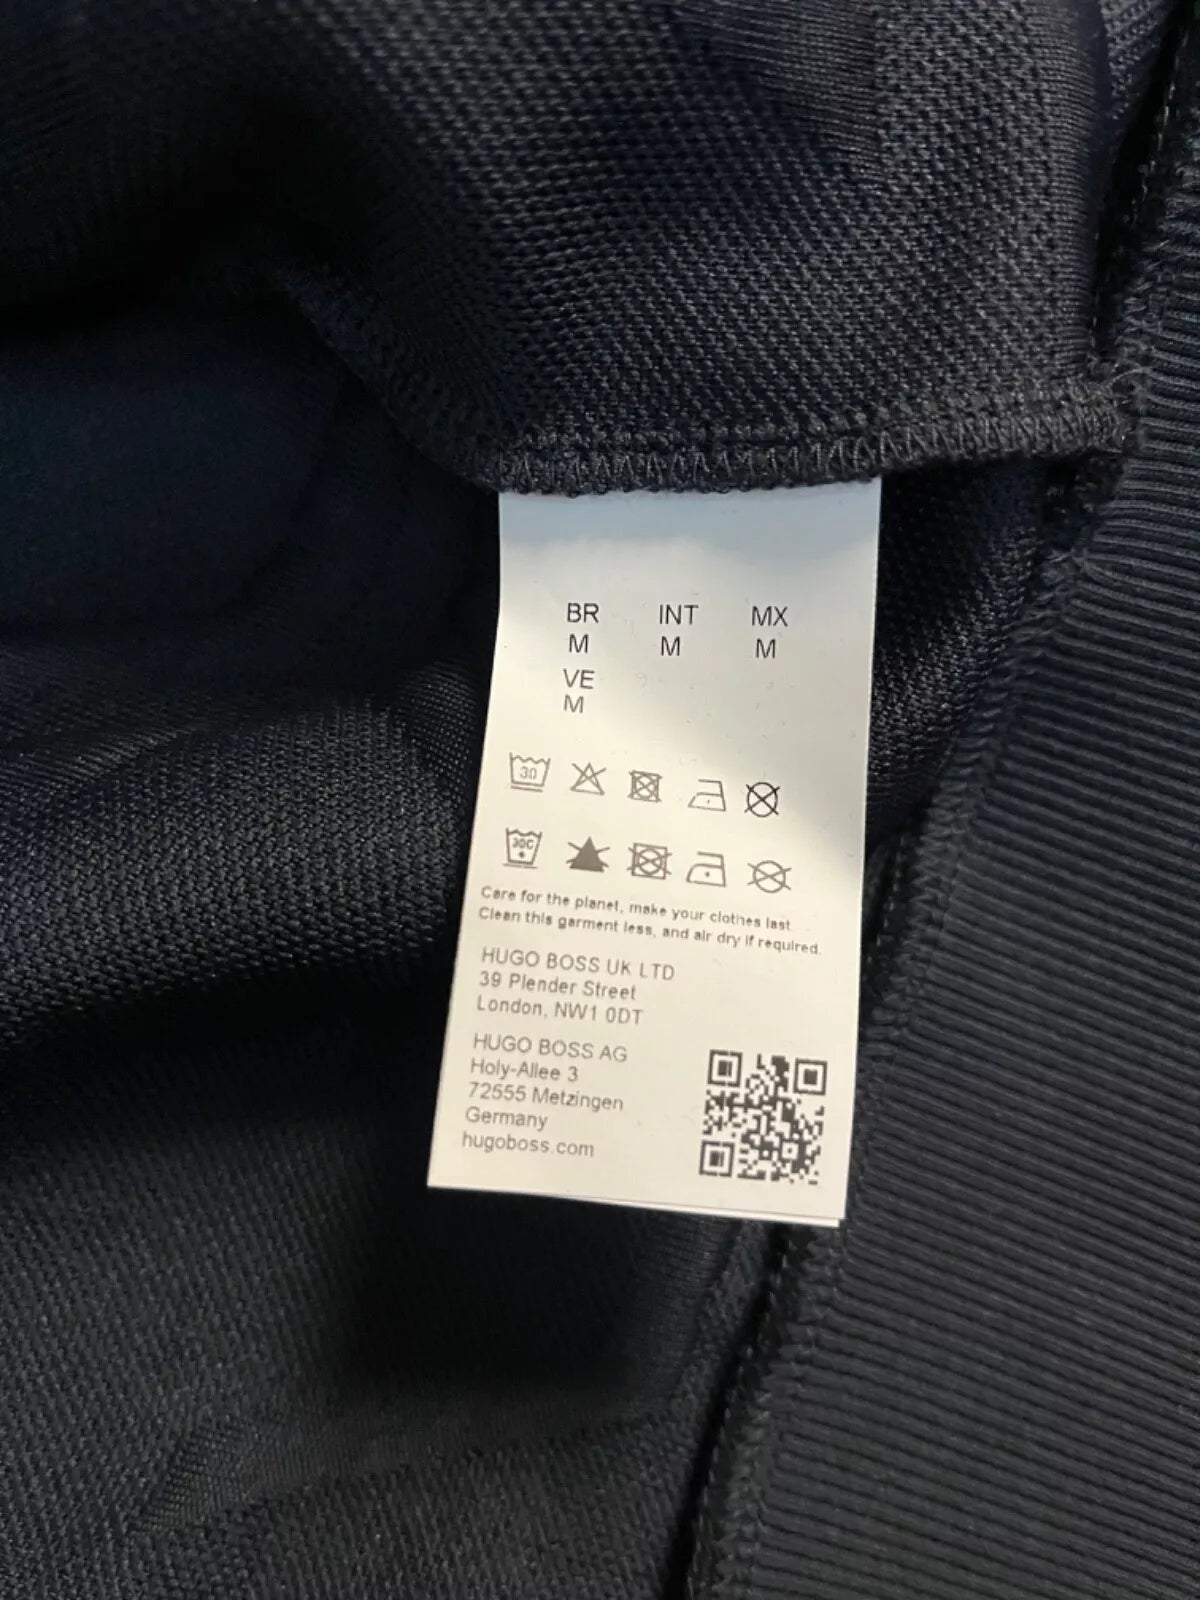 BR INT MX
M M M
VE
M
30
30C
Care for the planet, make your clothes last.
Clean this garment less, and air dry if required.
HUGO BOSS UK LTD
39 Plender Street
London, NW1 0DT
HUGO BOSS AG
Holy-Allee 3
72555 Metzingen
Germany
hugoboss.com